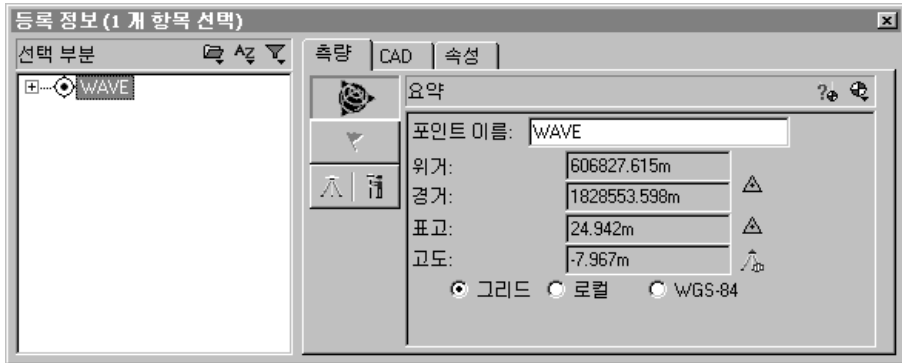 등록 정보 (1 개 항목 선택)
선택 부분
WAVE
측량
CAD
속성
요약
포인트 이름: WAVE
위거: 606827.615m
경거: 1828553.598m
표고: 24.942m
고도: -7.967m
그리드 로컬 WGS-84